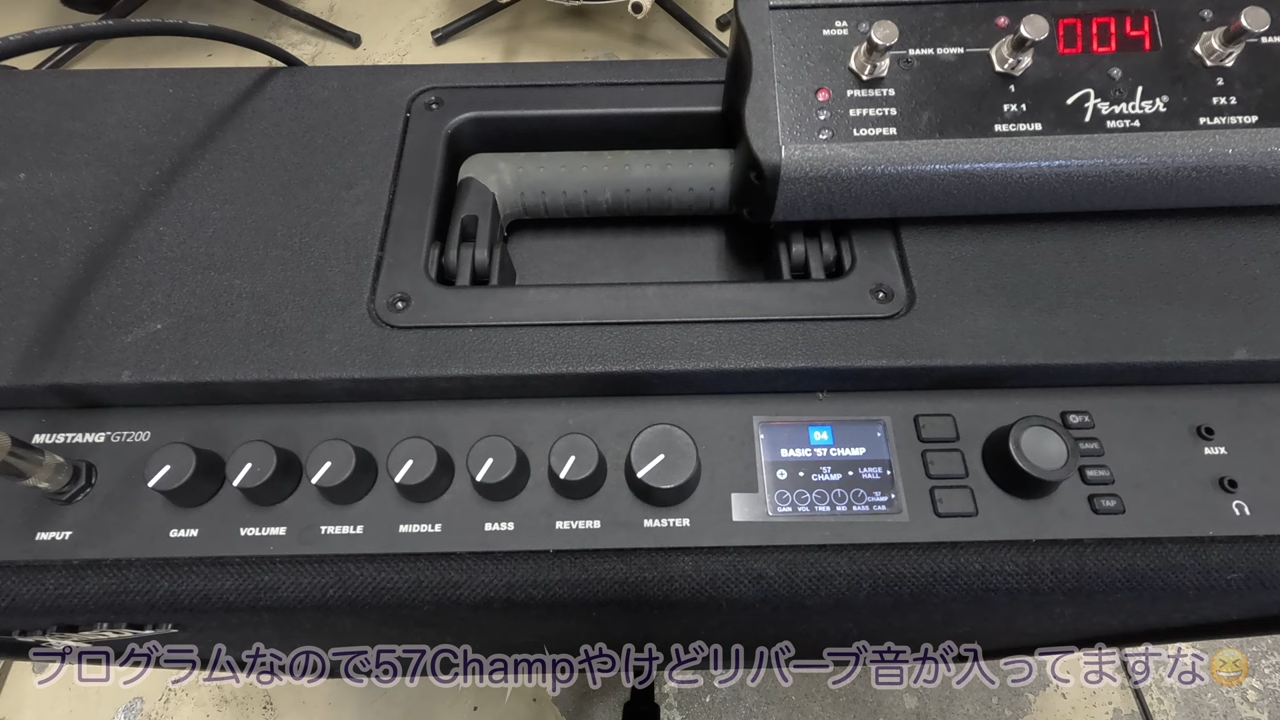 QA MODE
BANK DOWN
004
PRESETS
EFFECTS
LOOPER
1
FX 1
REC/DUB
Fender
MGT-4
2
FX 2
PLAY/STOP
MUSTANG™GT200
INPUT
GAIN
VOLUME
TREBLE
MIDDLE
BASS
REVERB
MASTER
04
BASIC '57 CHAMP
'57 CHAMP
LARGE HALL
GAIN VOL TREB MID BASS '57 CHAMP CAB
FX
SAVE
MENU
TAP
AUX
プログラムなので57Champやけどリバーブ音が入ってますな😆